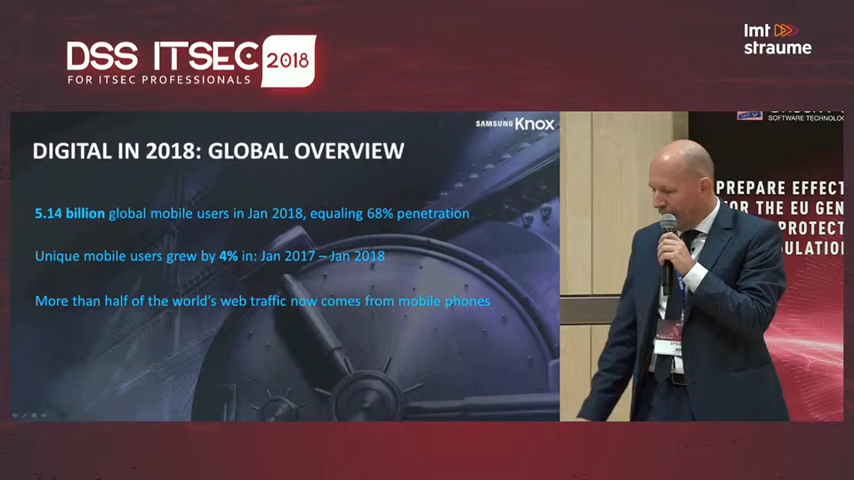 DSS ITSEC 2018
FOR ITSEC PROFESSIONALS
lmt
straume
SAMSUNG Knox
DIGITAL IN 2018: GLOBAL OVERVIEW
5.14 billion global mobile users in Jan 2018, equaling 68% penetration
Unique mobile users grew by 4% in: Jan 2017 – Jan 2018
More than half of the world's web traffic now comes from mobile phones
SOFTWARE TECHNOLO
PREPARE EFFECT
FOR THE EU GEN
PROTECT
ULATION